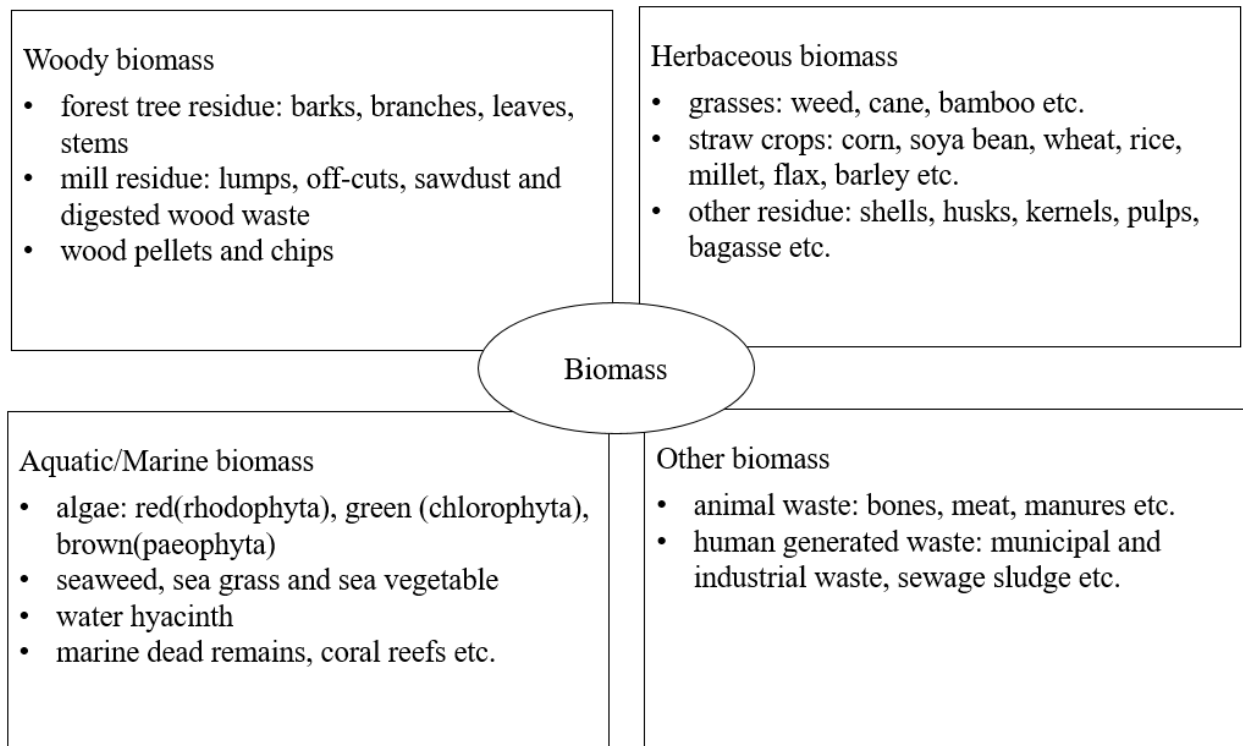 Woody biomass
• forest tree residue: barks, branches, leaves,
stems
• mill residue: lumps, off-cuts, sawdust and
digested wood waste
• wood pellets and chips
Herbaceous biomass
• grasses: weed, cane, bamboo etc.
• straw crops: corn, soya bean, wheat, rice,
millet, flax, barley etc.
• other residue: shells, husks, kernels, pulps,
bagasse etc.
Biomass
Aquatic/Marine biomass
• algae: red(rhodophyta), green (chlorophyta),
brown(paeophyta)
• seaweed, sea grass and sea vegetable
• water hyacinth
• marine dead remains, coral reefs etc.
Other biomass
• animal waste: bones, meat, manures etc.
• human generated waste: municipal and
industrial waste, sewage sludge etc.